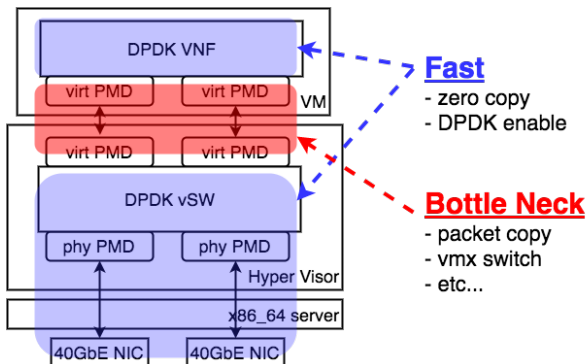 DPDK VNF
virt PMD
virt PMD
VM
virt PMD
virt PMD
DPDK vSW
phy PMD
phy PMD
Hyper Visor
x86_64 server
40GbE NIC
40GbE NIC
Fast
- zero copy
- DPDK enable
Bottle Neck
- packet copy
- vmx switch
- etc...